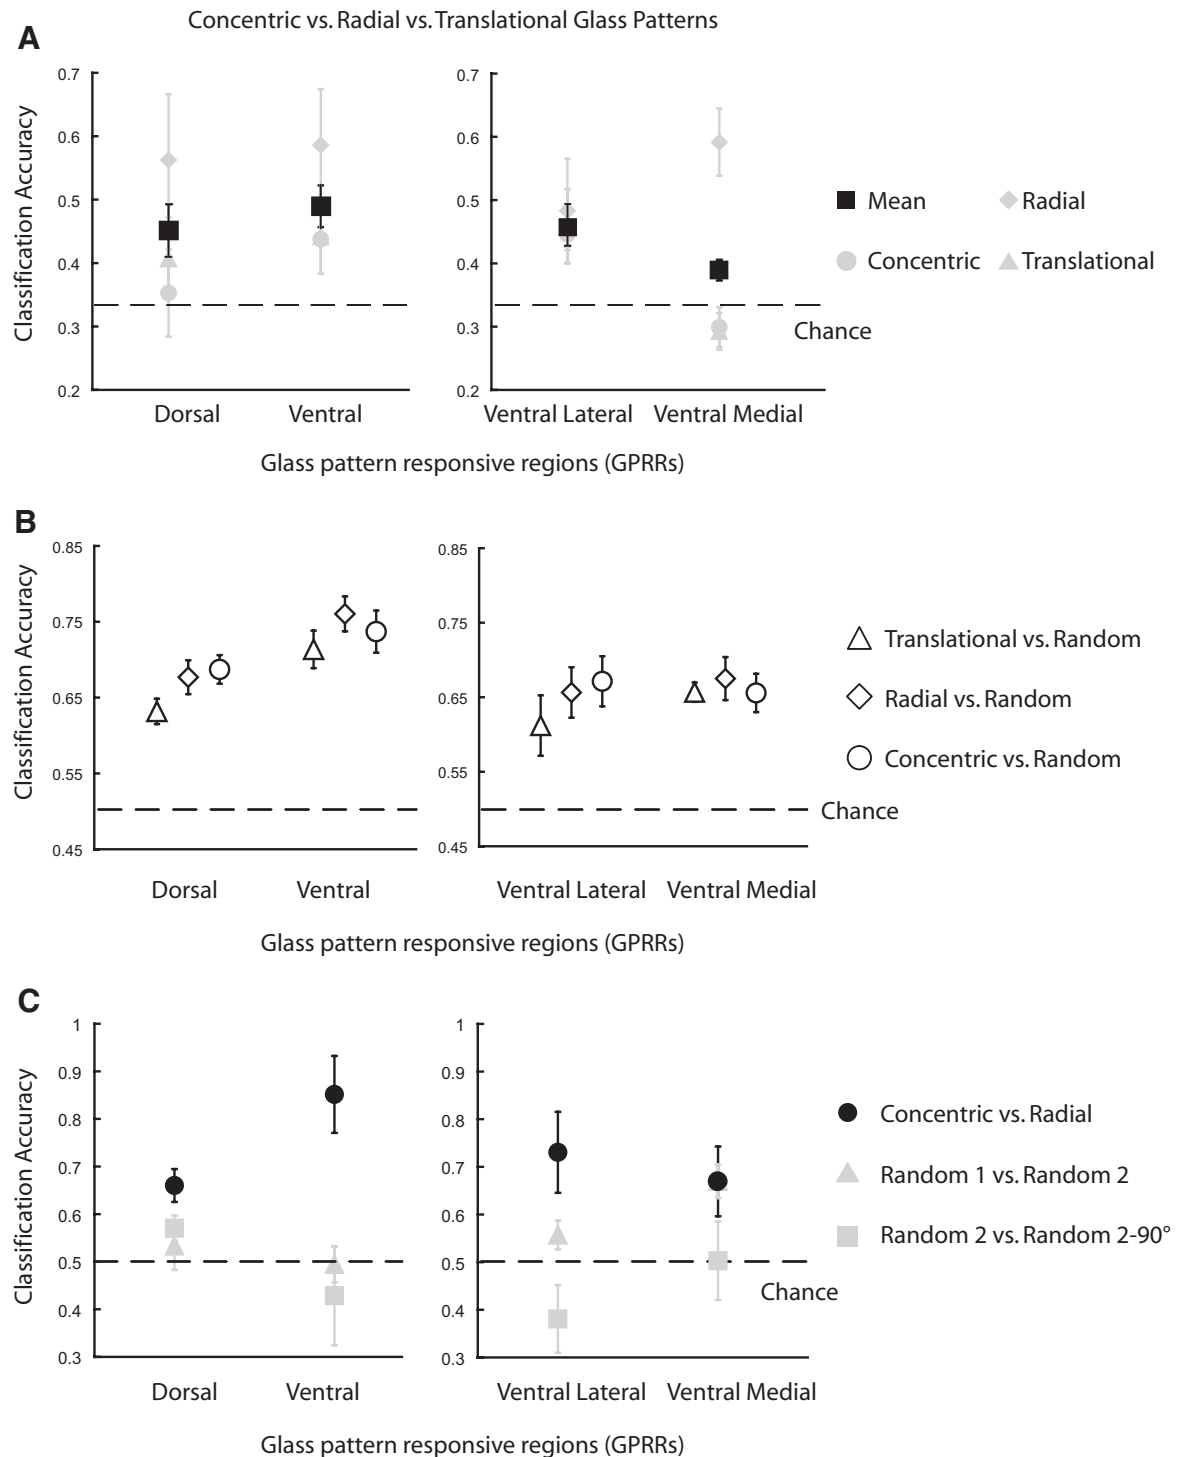 Concentric vs. Radial vs. Translational Glass Patterns
A
Classification Accuracy
0.7
0.6
0.5
0.4
0.3
0.2
Dorsal
Ventral
0.7
0.6
0.5
0.4
0.3
0.2
Ventral Lateral
Ventral Medial
Chance
Mean
Radial
Concentric
Translational
Glass pattern responsive regions (GPRRs)
B
Classification Accuracy
0.85
0.75
0.65
0.55
0.45
Dorsal
Ventral
0.85
0.75
0.65
0.55
0.45
Ventral Lateral
Ventral Medial
Chance
Translational vs. Random
Radial vs. Random
Concentric vs. Random
Glass pattern responsive regions (GPRRs)
C
Classification Accuracy
1
0.9
0.8
0.7
0.6
0.5
0.4
0.3
Dorsal
Ventral
1
0.9
0.8
0.7
0.6
0.5
0.4
0.3
Ventral Lateral
Ventral Medial
Chance
Concentric vs. Radial
Random 1 vs. Random 2
Random 2 vs. Random 2-90°
Glass pattern responsive regions (GPRRs)